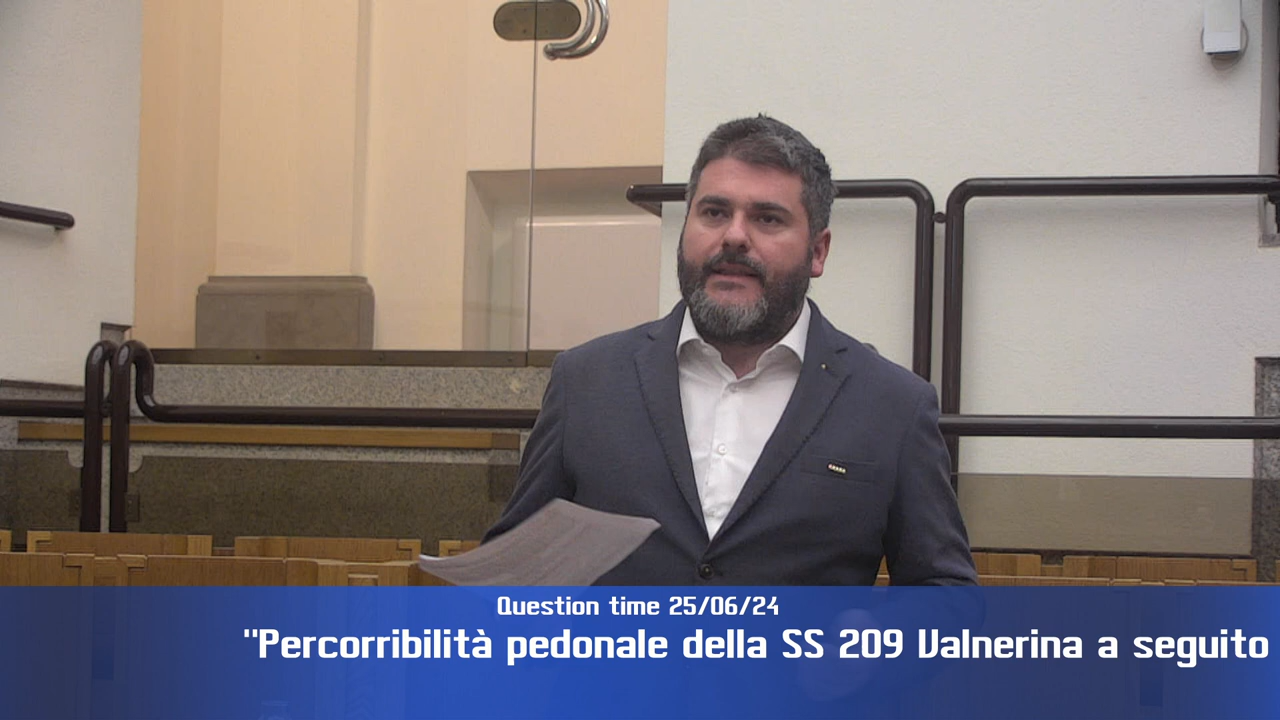 Question time 25/06/24
"Percorribilità pedonale della SS 209 Valnerina a seguito